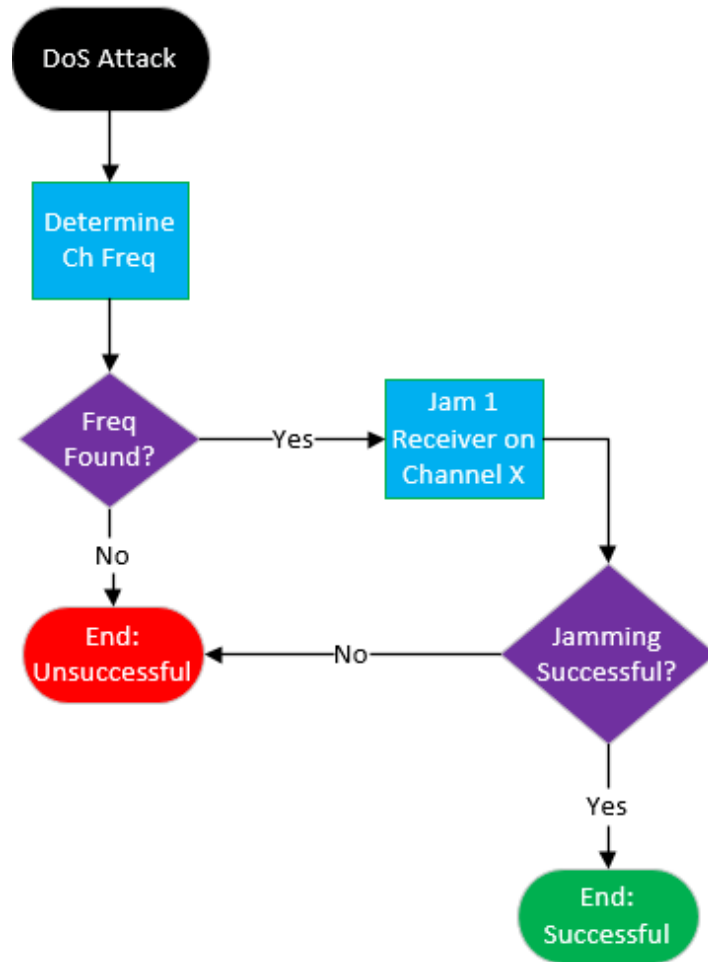 DoS Attack
Determine
Ch Freq
Freq
Found?
Yes
Jam 1
Receiver on
Channel X
No
End:
Unsuccessful
No
Jamming
Successful?
Yes
End:
Successful